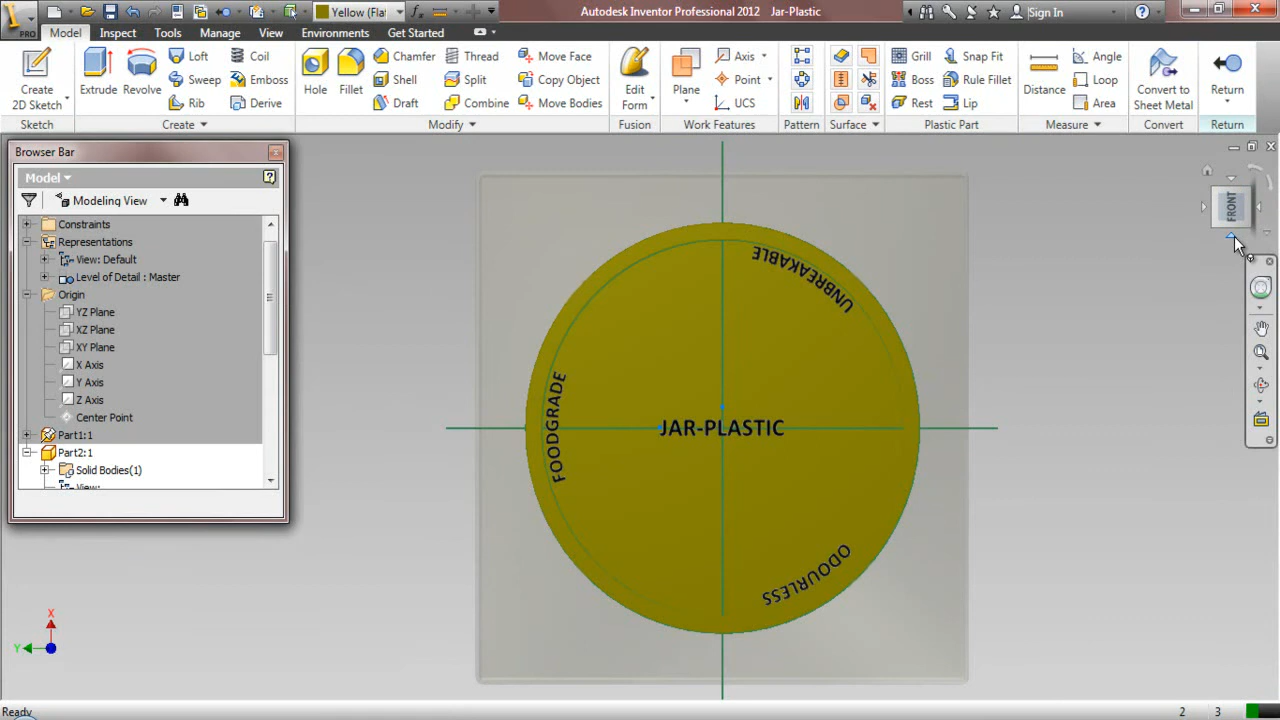 PRO
Yellow (Fla
Autodesk Inventor Professional 2012 Jar-Plastic
Sign In
Model Inspect Tools Manage View Environments Get Started
Create
2D Sketch
Sketch
Extrude
Revolve
Loft
Sweep
Rib
Coil
Emboss
Derive
Create
Hole
Fillet
Chamfer
Shell
Draft
Thread
Split
Combine
Move Face
Copy Object
Move Bodies
Modify
Edit
Form
Fusion
Plane
Axis
Point
UCS
Work Features
Pattern
Surface
Grill
Boss
Rest
Snap Fit
Rule Fillet
Lip
Plastic Part
Distance
Angle
Loop
Area
Measure
Convert to
Sheet Metal
Convert
Return
Return
Browser Bar
Model
Modeling View
Constraints
Representations
View: Default
Level of Detail : Master
Origin
YZ Plane
XZ Plane
XY Plane
X Axis
Y Axis
Z Axis
Center Point
Part1:1
Part2:1
Solid Bodies(1)
View:
UNBREAKABLE
FOODGRADE
JAR-PLASTIC
ODOURLESS
FRONT
X
Y
Ready
2 3